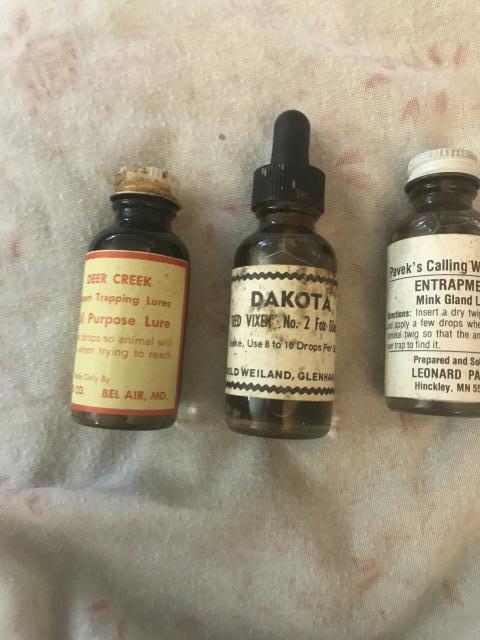 DEER CREEK
Trapping Lures
Purpose Lure
drops so animal will
when trying to reach
Only By
CO. BEL AIR, MD.
DAKOTA
RED VIXEN No. 2 Fox
Use 8 to 10 Drops Per
WEILAND, GLENHAM
Pavek's Calling
ENTRAPME
Mink Gland L
Directions: Insert a dry twig
and apply a few drops
conceal twig so that the
trap to find it.
Prepared and
LEONARD PA
Hinckley, MN 55